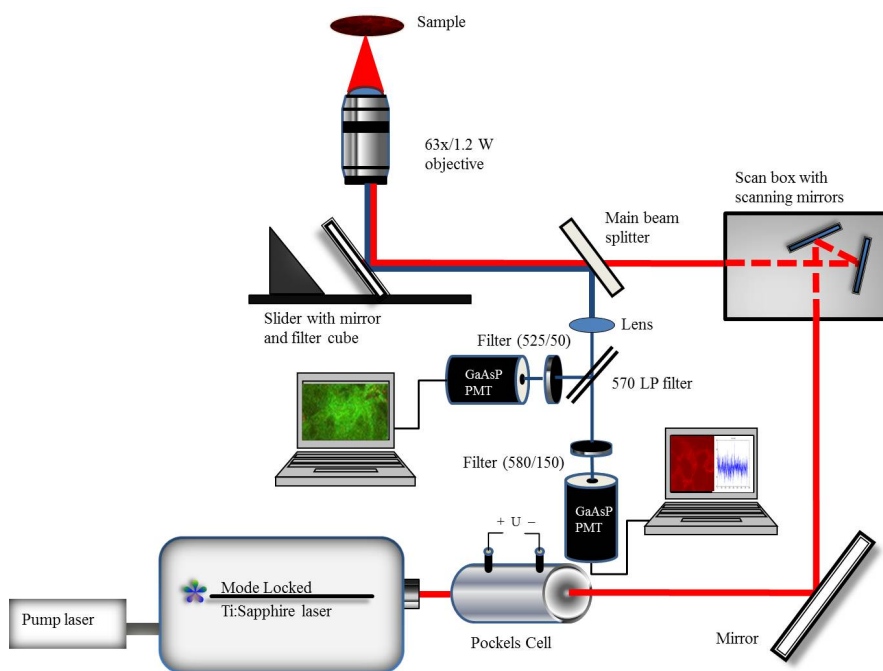 Sample
63x/1.2 W
objective
Scan box with
scanning mirrors
Main beam
splitter
Slider with mirror
and filter cube
Lens
Filter (525/50)
GaAsP
PMT
570 LP filter
Filter (580/150)
GaAsP
PMT
+ U –
Mode Locked
Ti:Sapphire laser
Pump laser
Pockels Cell
Mirror